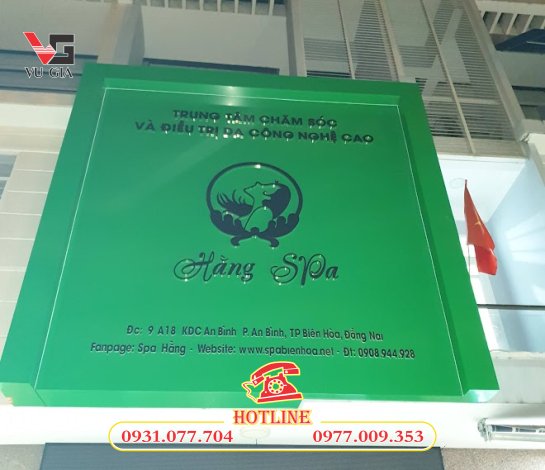 VG
VU GIA
TRUNG TÂM CHĂM SÓC
VÀ ĐIỀU TRỊ DA CÔNG NGHỆ CAO
Hằng Spa
Đc: 9 A18 KDC An Bình P. An Bình, TP Biên Hòa, Đồng Nai
Fanpage: Spa Hằng - Website: www.spabienhoa.net - Đt: 0908.944.928
HOTLINE
0931.077.704 0977.009.353